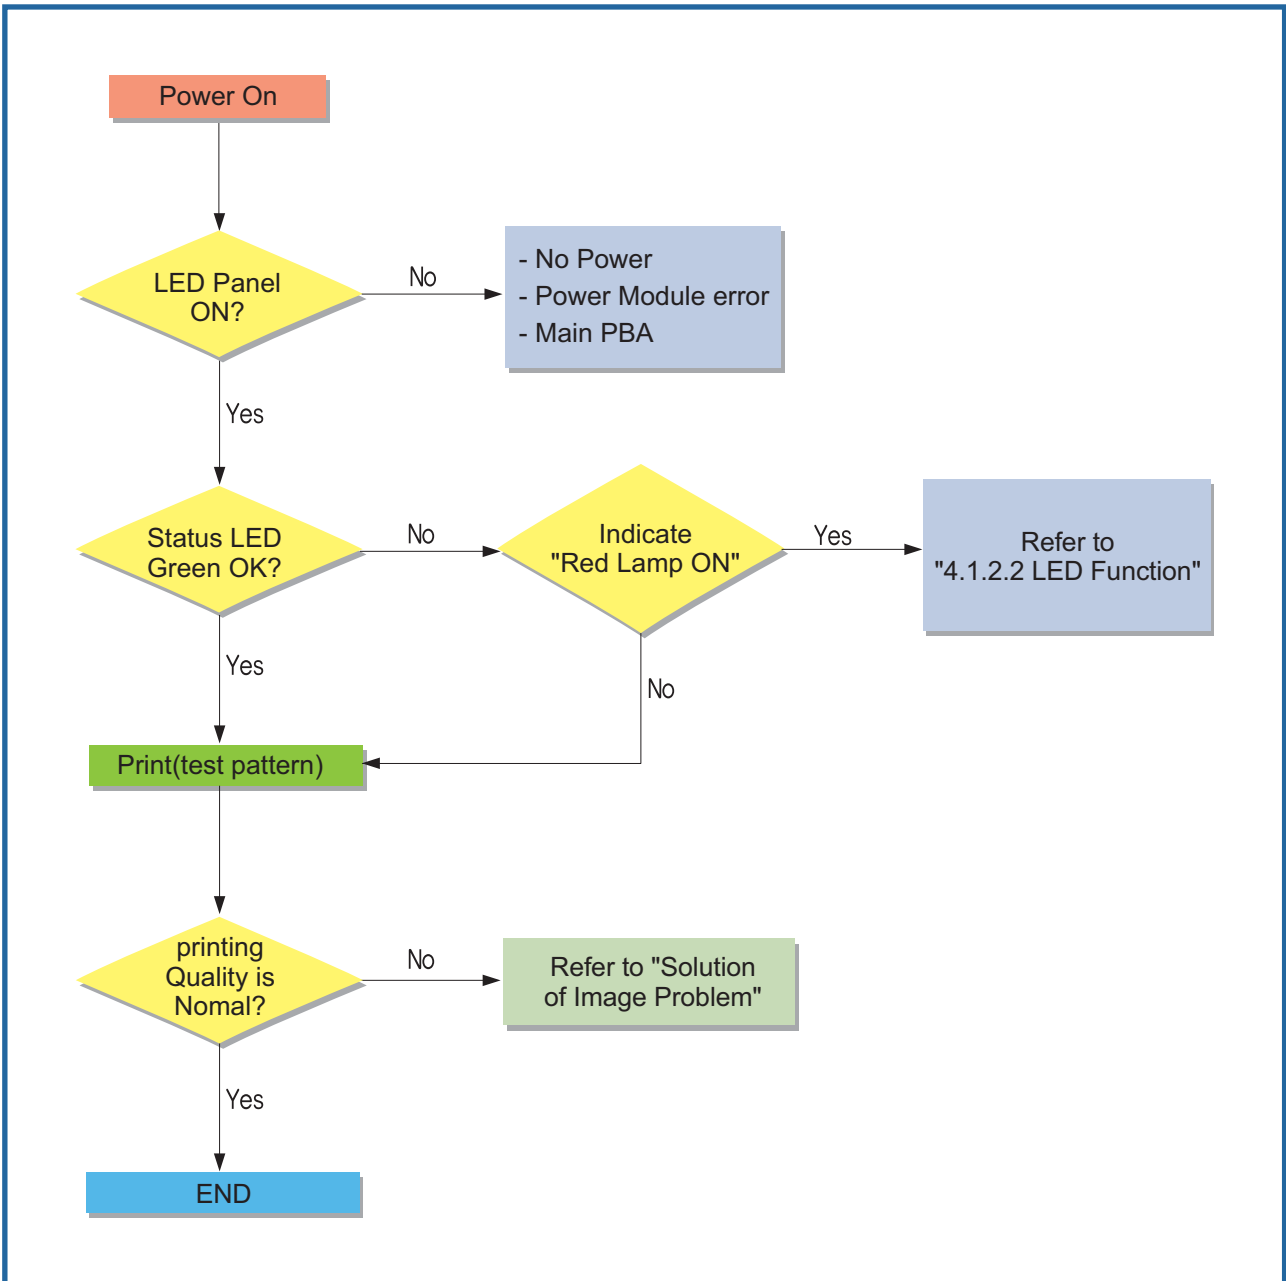 Power On
LED Panel
ON?
No
- No Power
- Power Module error
- Main PBA
Yes
Status LED
Green OK?
No
Indicate
"Red Lamp ON"
Yes
Refer to
"4.1.2.2 LED Function"
Yes
No
Print(test pattern)
printing
Quality is
Nomal?
No
Refer to "Solution
of Image Problem"
Yes
END